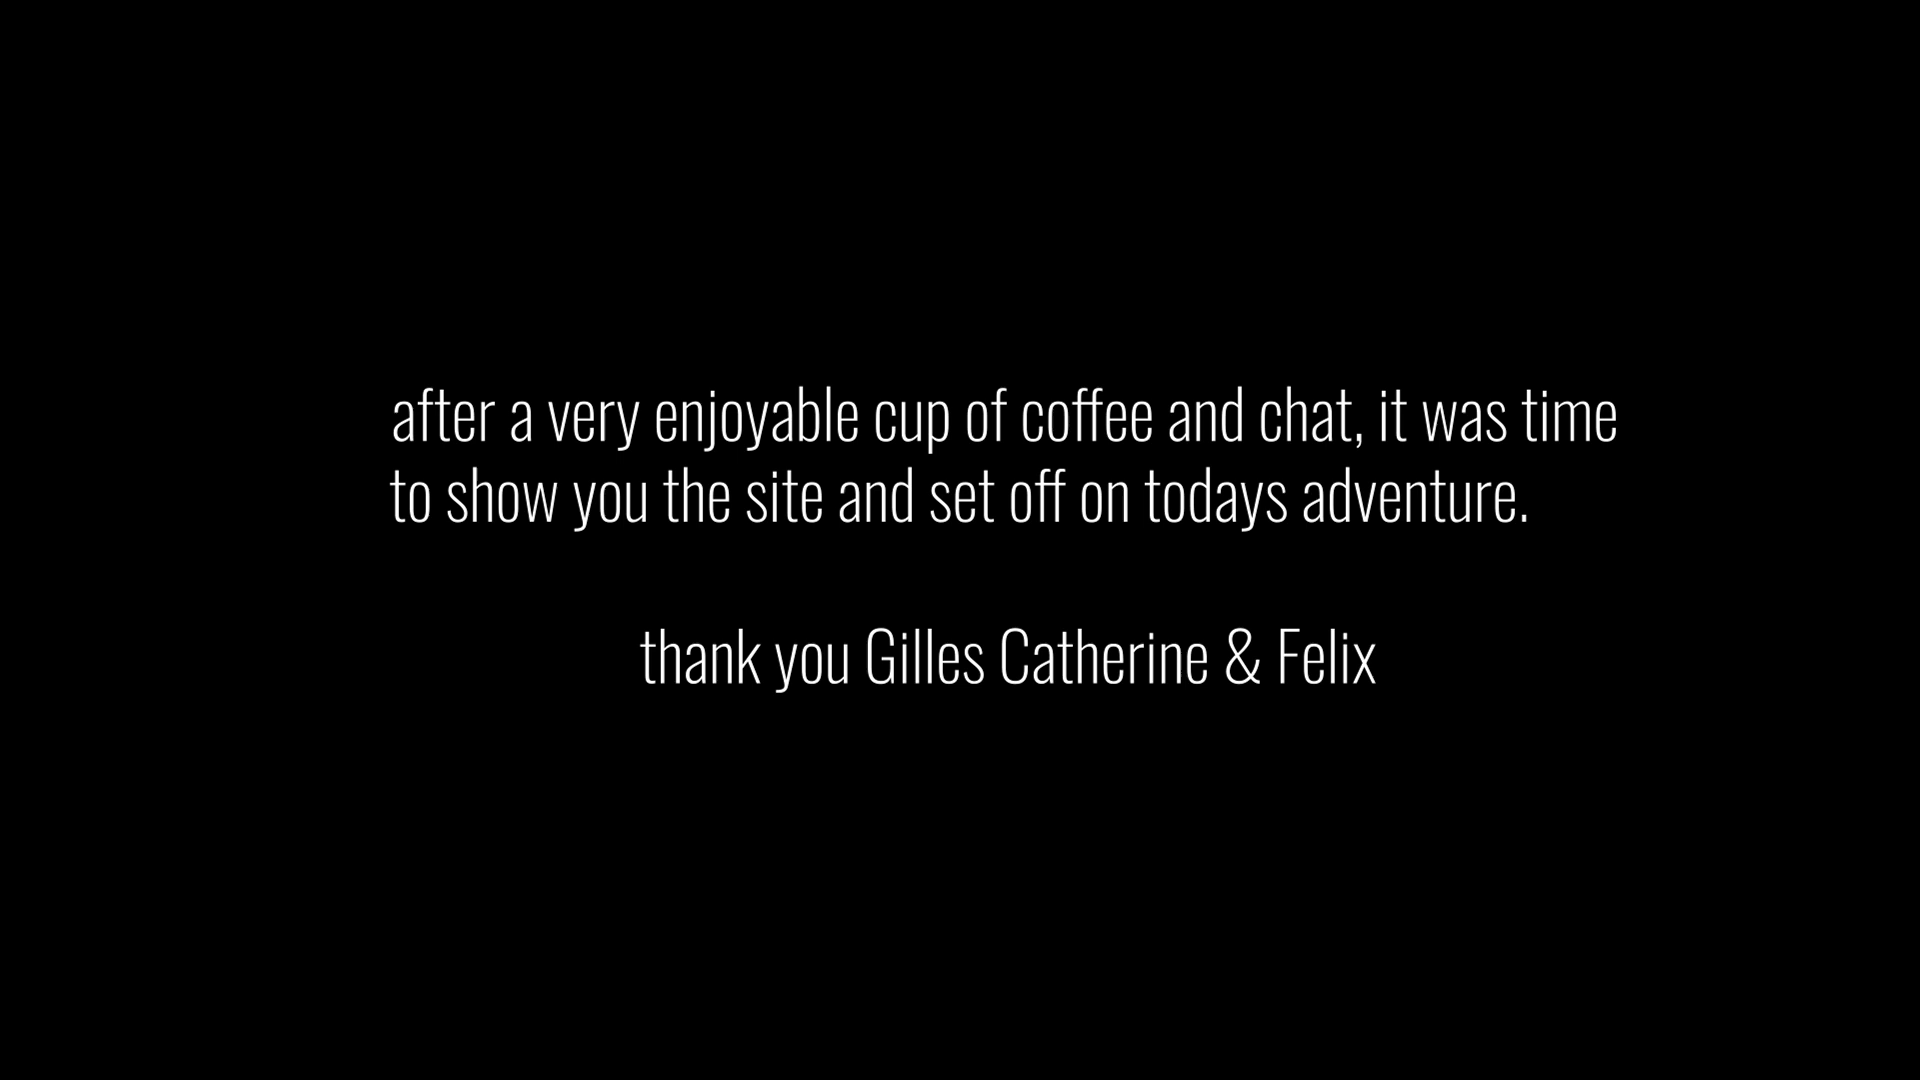 after a very enjoyable cup of coffee and chat, it was time
to show you the site and set off on todays adventure.
thank you Gilles Catherine & Felix